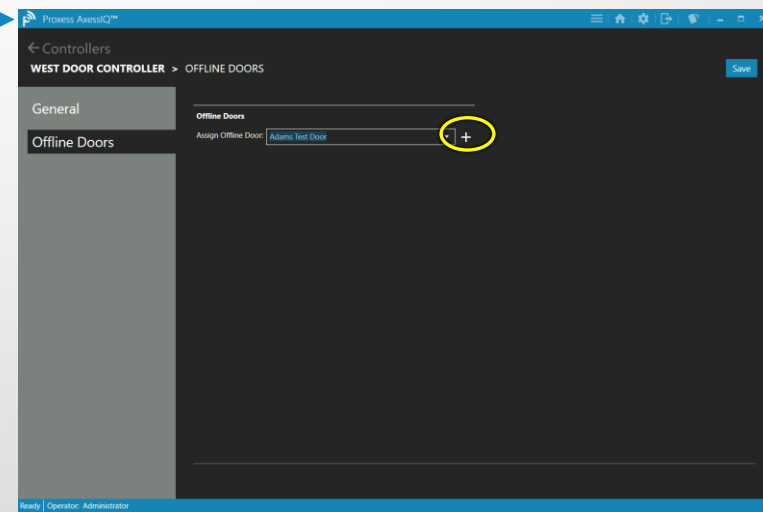 Proxess AxessIQ™
Controllers
WEST DOOR CONTROLLER > OFFLINE DOORS
Save
General
Offline Doors
Offline Doors
Assign Offline Door: Adams Test Door
Ready Operator: Administrator